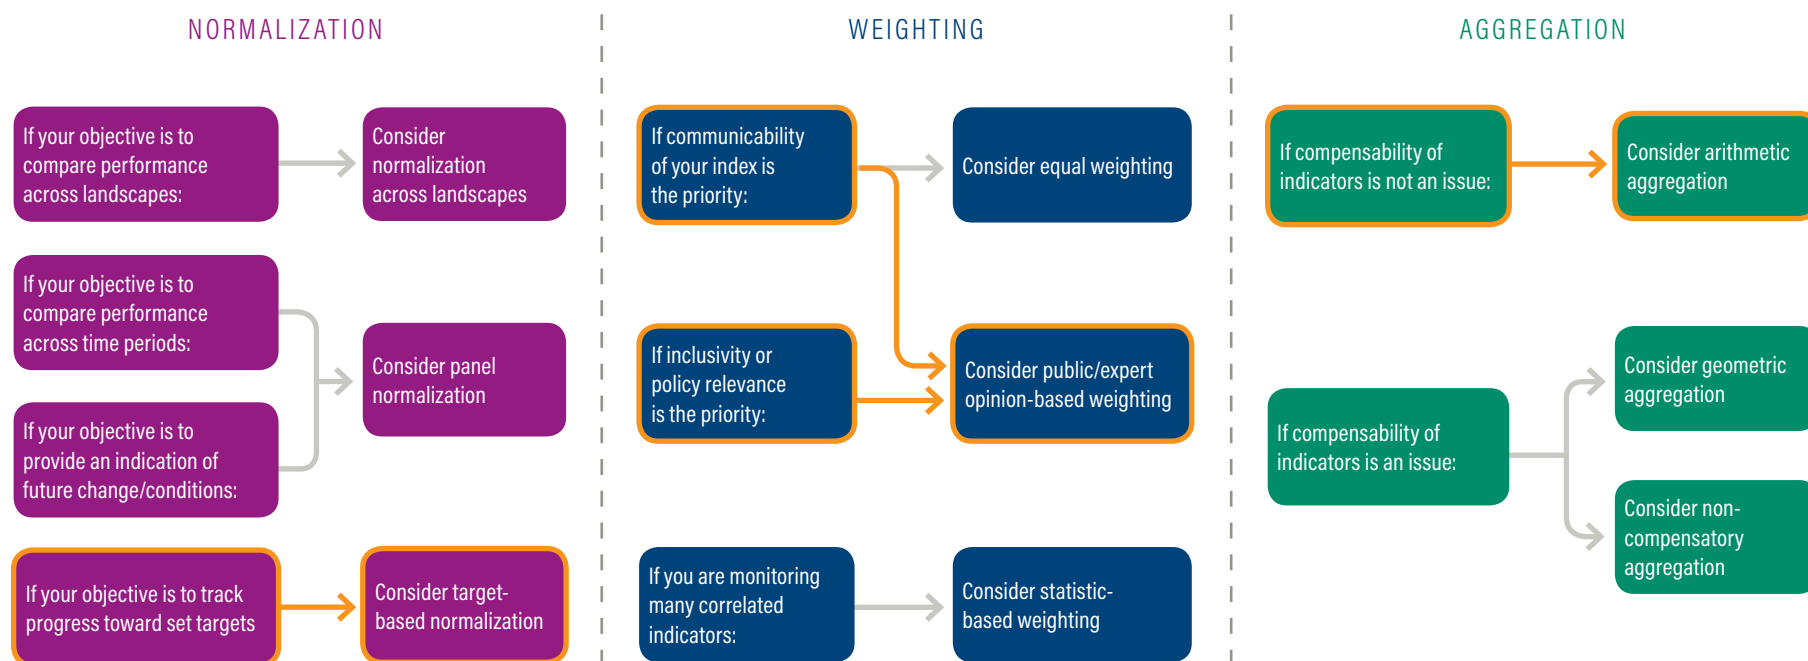 NORMALIZATION
If your objective is to
compare performance
across landscapes:
Consider
normalization
across landscapes
If your objective is to
compare performance
across time periods:
Consider panel
normalization
If your objective is to
provide an indication of
future change/conditions:
If your objective is to track
progress toward set targets
Consider target-
based normalization
WEIGHTING
If communicability
of your index is
the priority:
Consider equal weighting
If inclusivity or
policy relevance
is the priority:
Consider public/expert
opinion-based weighting
If you are monitoring
many correlated
indicators:
Consider statistic-
based weighting
AGGREGATION
If compensability of
indicators is not an issue:
Consider arithmetic
aggregation
If compensability of
indicators is an issue:
Consider geometric
aggregation
Consider non-
compensatory
aggregation